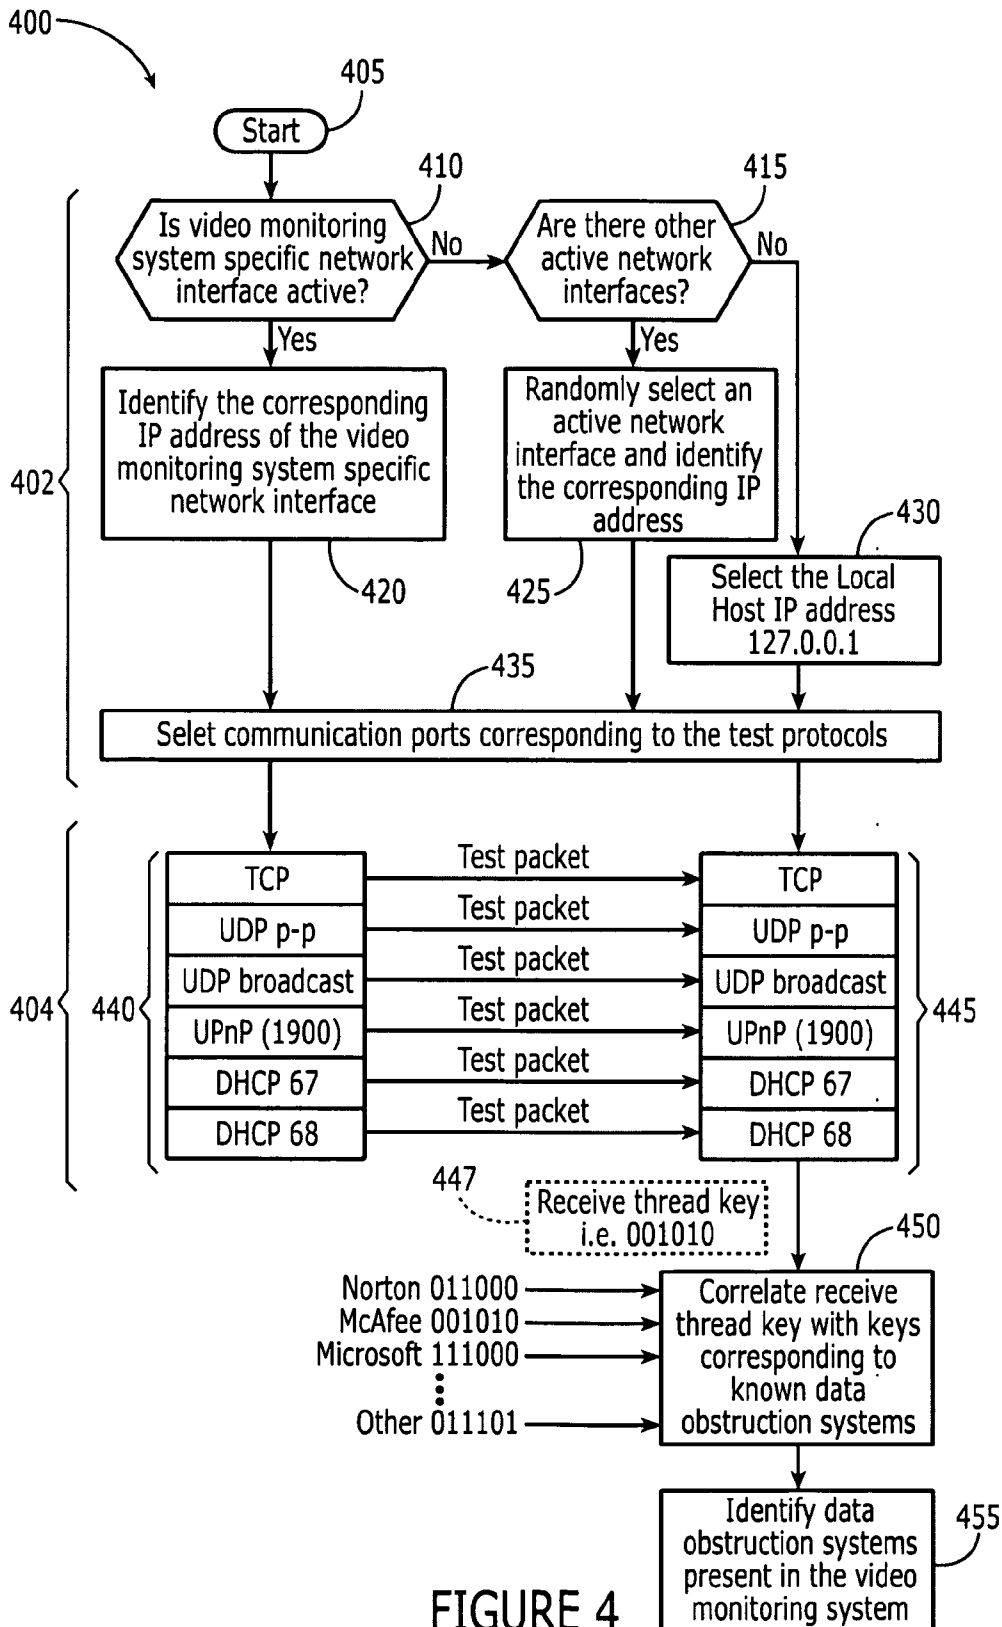 400
405
Start
410
415
Is video monitoring
system specific network
interface active?
No
Are there other
active network
interfaces?
No
Yes
Yes
Identify the corresponding
IP address of the video
monitoring system specific
network interface
Randomly select an
active network
interface and identify
the corresponding IP
address
402
420
425
430
Select the Local
Host IP address
127.0.0.1
435
Selet communication ports corresponding to the test protocols
404
440
445
TCP
Test packet
TCP
UDP p-p
Test packet
UDP p-p
UDP broadcast
Test packet
UDP broadcast
UPnP (1900)
Test packet
UPnP (1900)
DHCP 67
Test packet
DHCP 67
DHCP 68
Test packet
DHCP 68
447
Receive thread key
i.e. 001010
450
Norton 011000
McAfee 001010
Microsoft 111000
Other 011101
Correlate receive
thread key with keys
corresponding to
known data
obstruction systems
455
Identify data
obstruction systems
present in the video
monitoring system
FIGURE 4